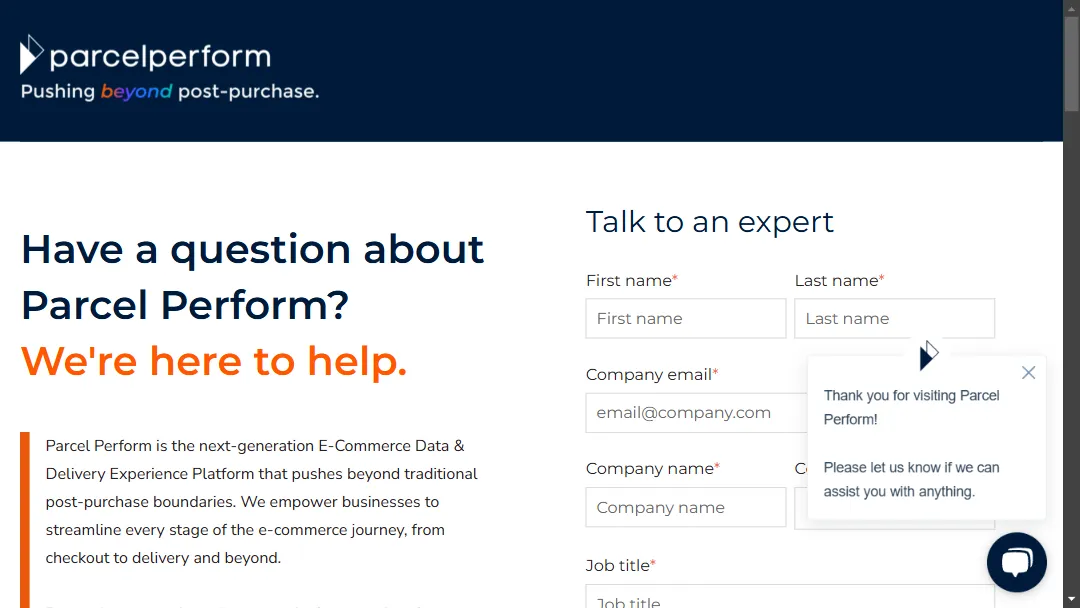 parcelperform
Pushing beyond post-purchase.
Have a question about
Parcel Perform?
We're here to help.
Parcel Perform is the next-generation E-Commerce Data &
Delivery Experience Platform that pushes beyond traditional
post-purchase boundaries. We empower businesses to
streamline every stage of the e-commerce journey, from
checkout to delivery and beyond.
Talk to an expert
First name*
Last name*
First name
Last name
Company email*
email@company.com
Company name*
Company name
Job title*
Job title
Thank you for visiting Parcel
Perform!
Please let us know if we can
assist you with anything.